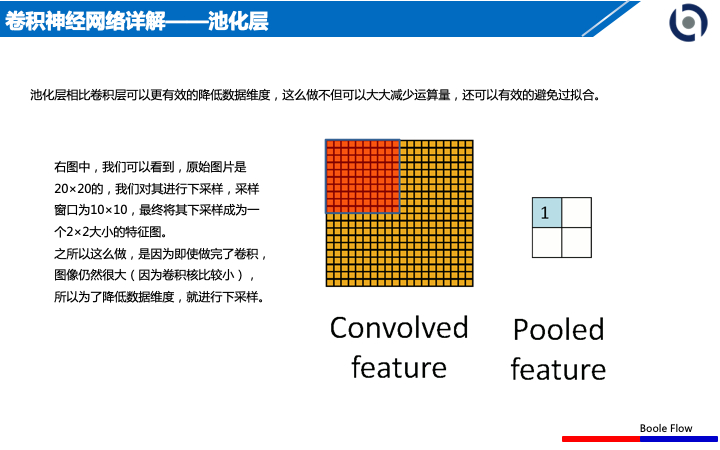 卷积神经网络详解——池化层
池化层相比卷积层可以更有效的降低数据维度，这么做不但可以大大减少运算量，还可以有效的避免过拟合。
右图中，我们可以看到，原始图片是
20×20的，我们对其进行下采样，采样
窗口为10×10，最终将其下采样成为一
个2×2大小的特征图。
之所以这么做，是因为即使做完了卷积，
图像仍然很大（因为卷积核比较小），
所以为了降低数据维度，就进行下采样。
1
Convolved
feature
Pooled
feature
Boole Flow